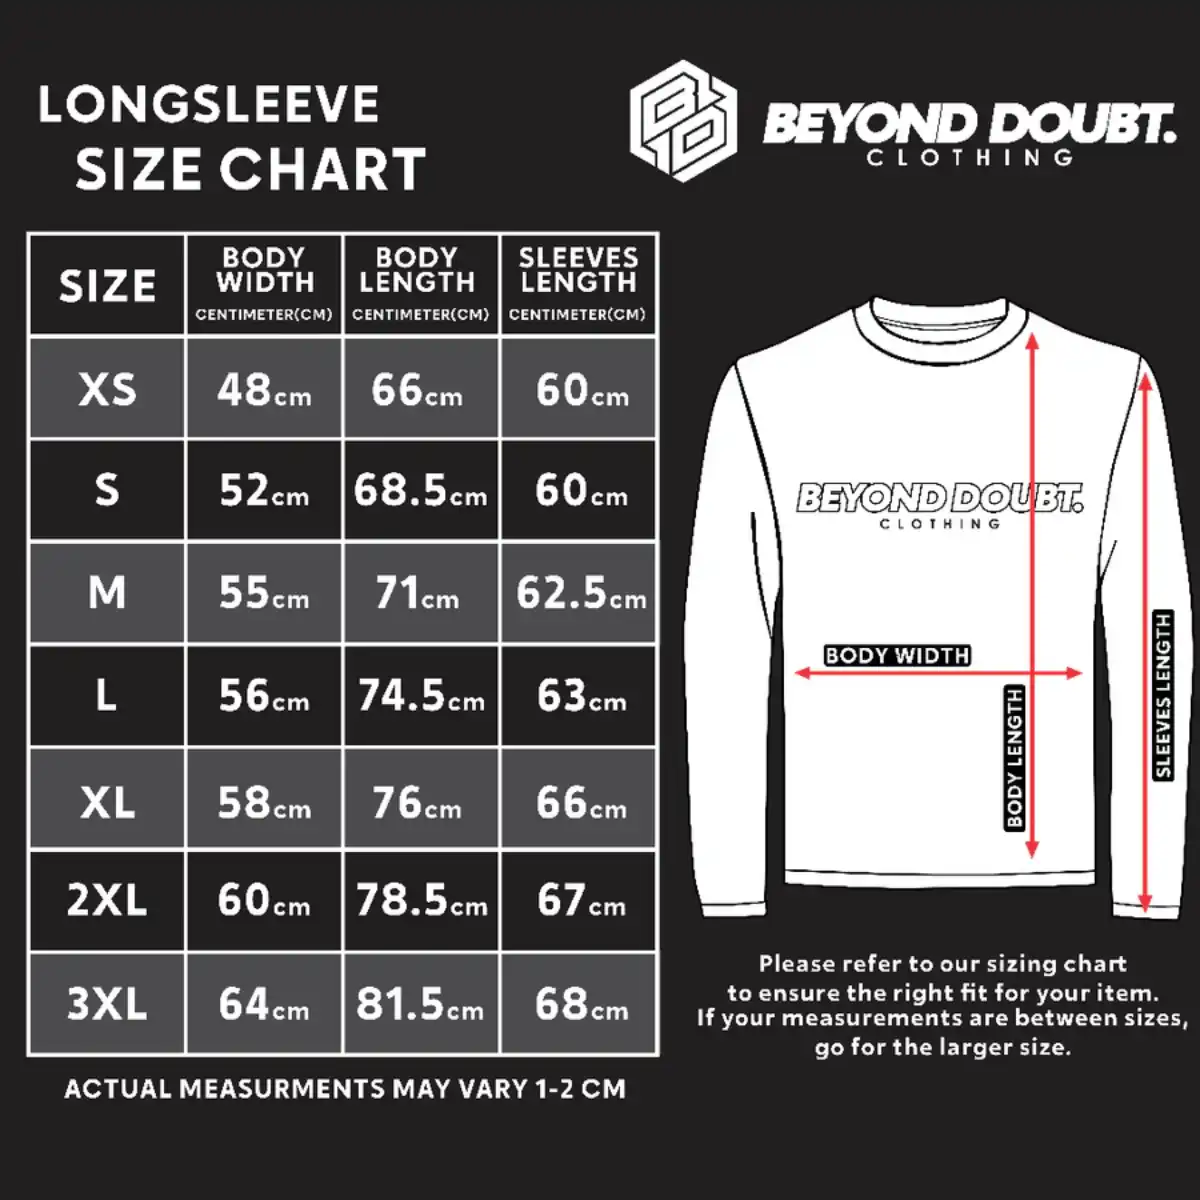 LONGSLEEVE
SIZE CHART
BD
BEYOND DOUBT.
CLOTHING
SIZE
BODY
WIDTH
CENTIMETER(CM)
BODY
LENGTH
CENTIMETER(CM)
SLEEVES
LENGTH
CENTIMETER(CM)
XS 48cm 66cm 60cm
S 52cm 68.5cm 60cm
M 55cm 71cm 62.5cm
L 56cm 74.5cm 63cm
XL 58cm 76cm 66cm
2XL 60cm 78.5cm 67cm
3XL 64cm 81.5cm 68cm
ACTUAL MEASURMENTS MAY VARY 1-2 CM
BEYOND DOUBT.
CLOTHING
BODY WIDTH
BODY LENGTH
SLEEVES LENGTH
Please refer to our sizing chart
to ensure the right fit for your item.
If your measurements are between sizes,
go for the larger size.